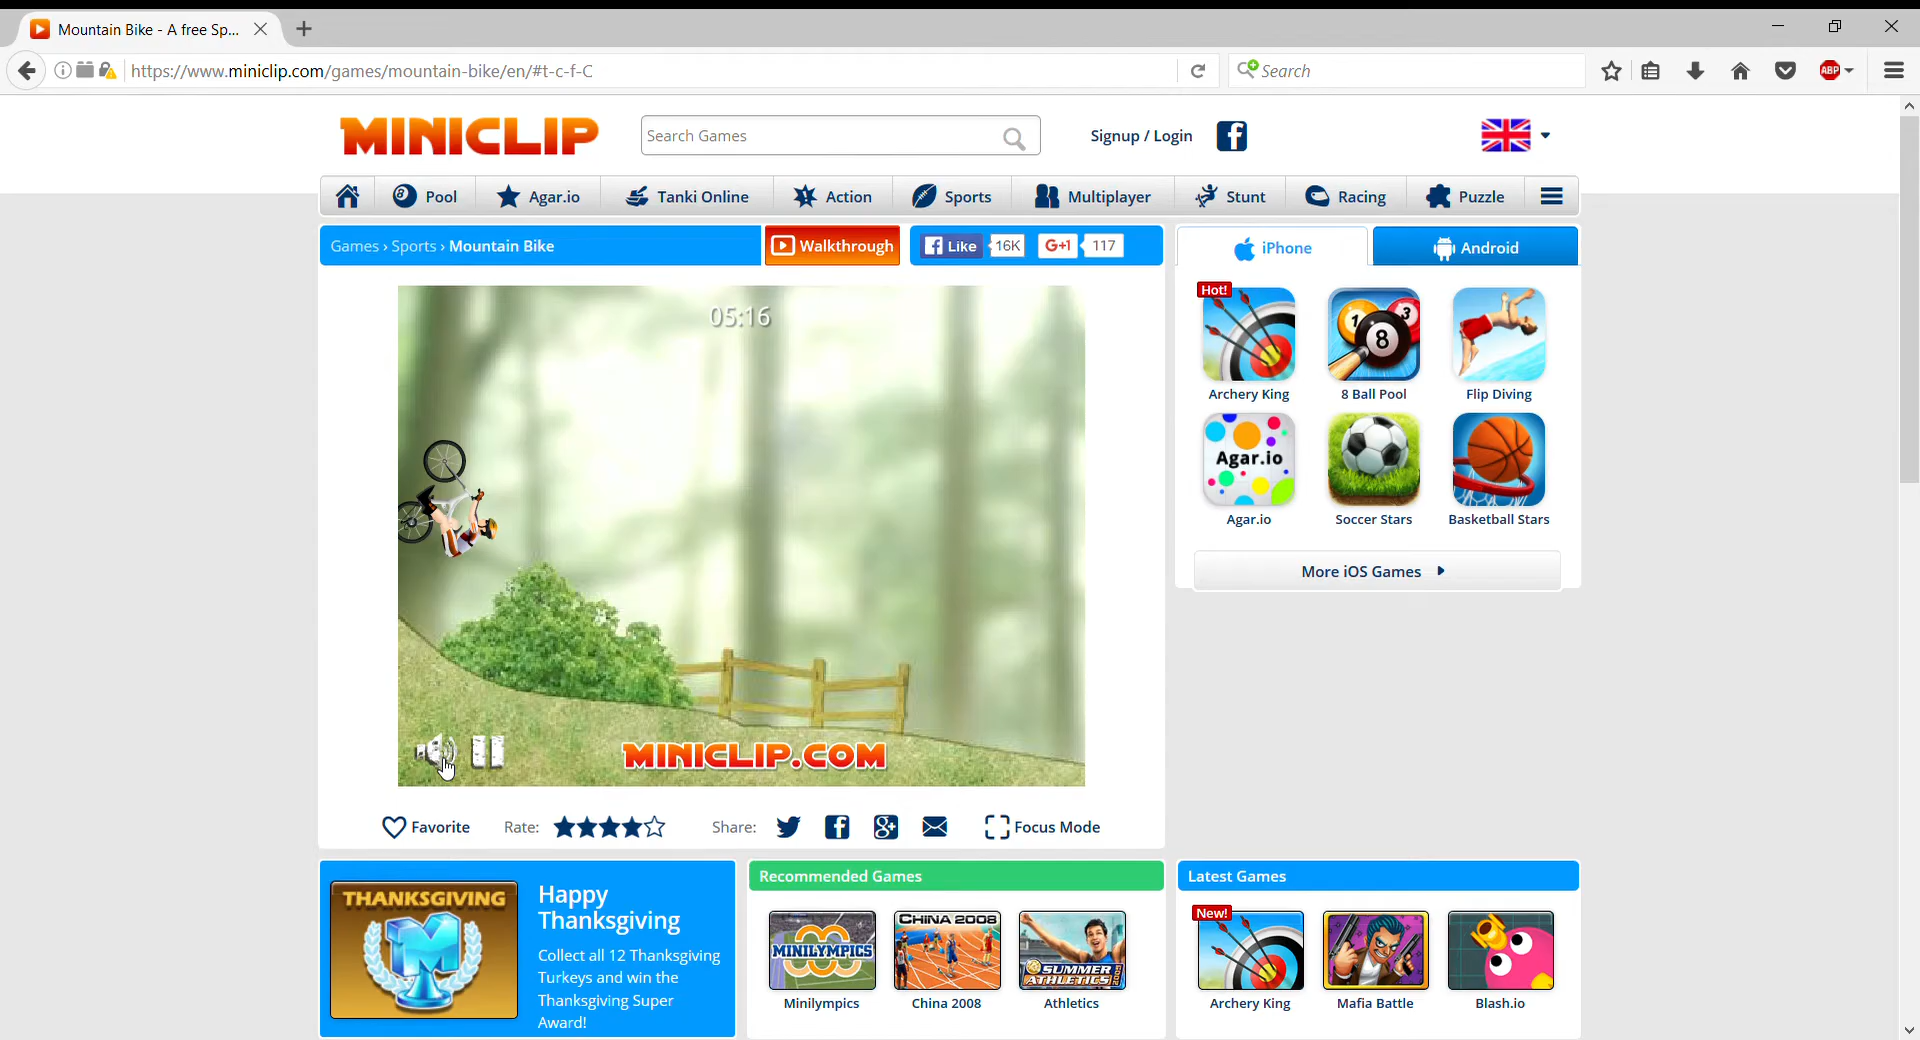 Mountain Bike - A free Sp...
https://www.miniclip.com/games/mountain-bike/en/#t-c-f-C
Search
ABP
MINICLIP
Search Games
Signup / Login
Pool
Agar.io
Tanki Online
Action
Sports
Multiplayer
Stunt
Racing
Puzzle
Games › Sports › Mountain Bike
Walkthrough
Like 16K
G+1 117
iPhone
Android
05:16
Hot!
Archery King
8 Ball Pool
Flip Diving
Agar.io
Agar.io
Soccer Stars
Basketball Stars
More iOS Games
MINICLIP.COM
Favorite
Rate:
Share:
Focus Mode
THANKSGIVING
Happy
Thanksgiving
Collect all 12 Thanksgiving
Turkeys and win the
Thanksgiving Super
Award!
Recommended Games
MINILYMPICS
Minilympics
CHINA 2008
China 2008
SUMMER
ATHLETICS
Athletics
Latest Games
New!
Archery King
Mafia Battle
Blash.io